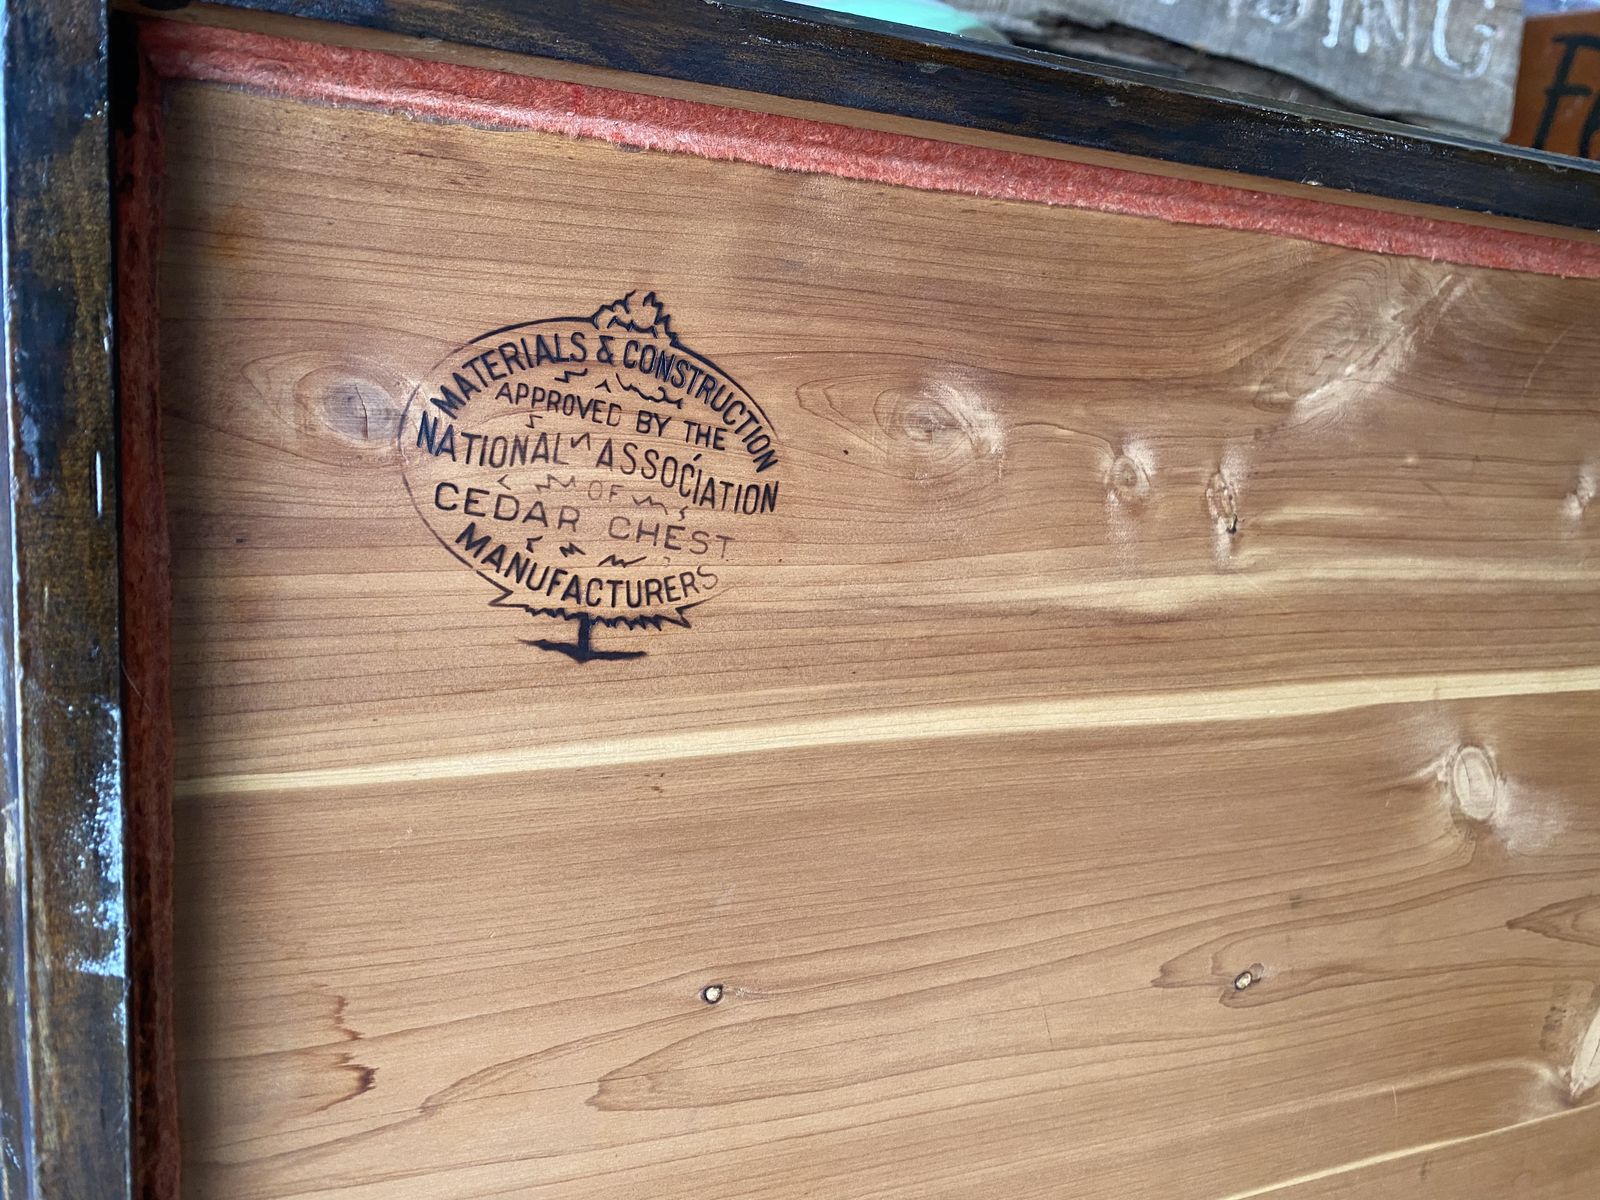 MATERIALS & CONSTRUCTION
APPROVED BY THE
NATIONAL ASSOCIATION
OF
CEDAR CHEST
MANUFACTURERS